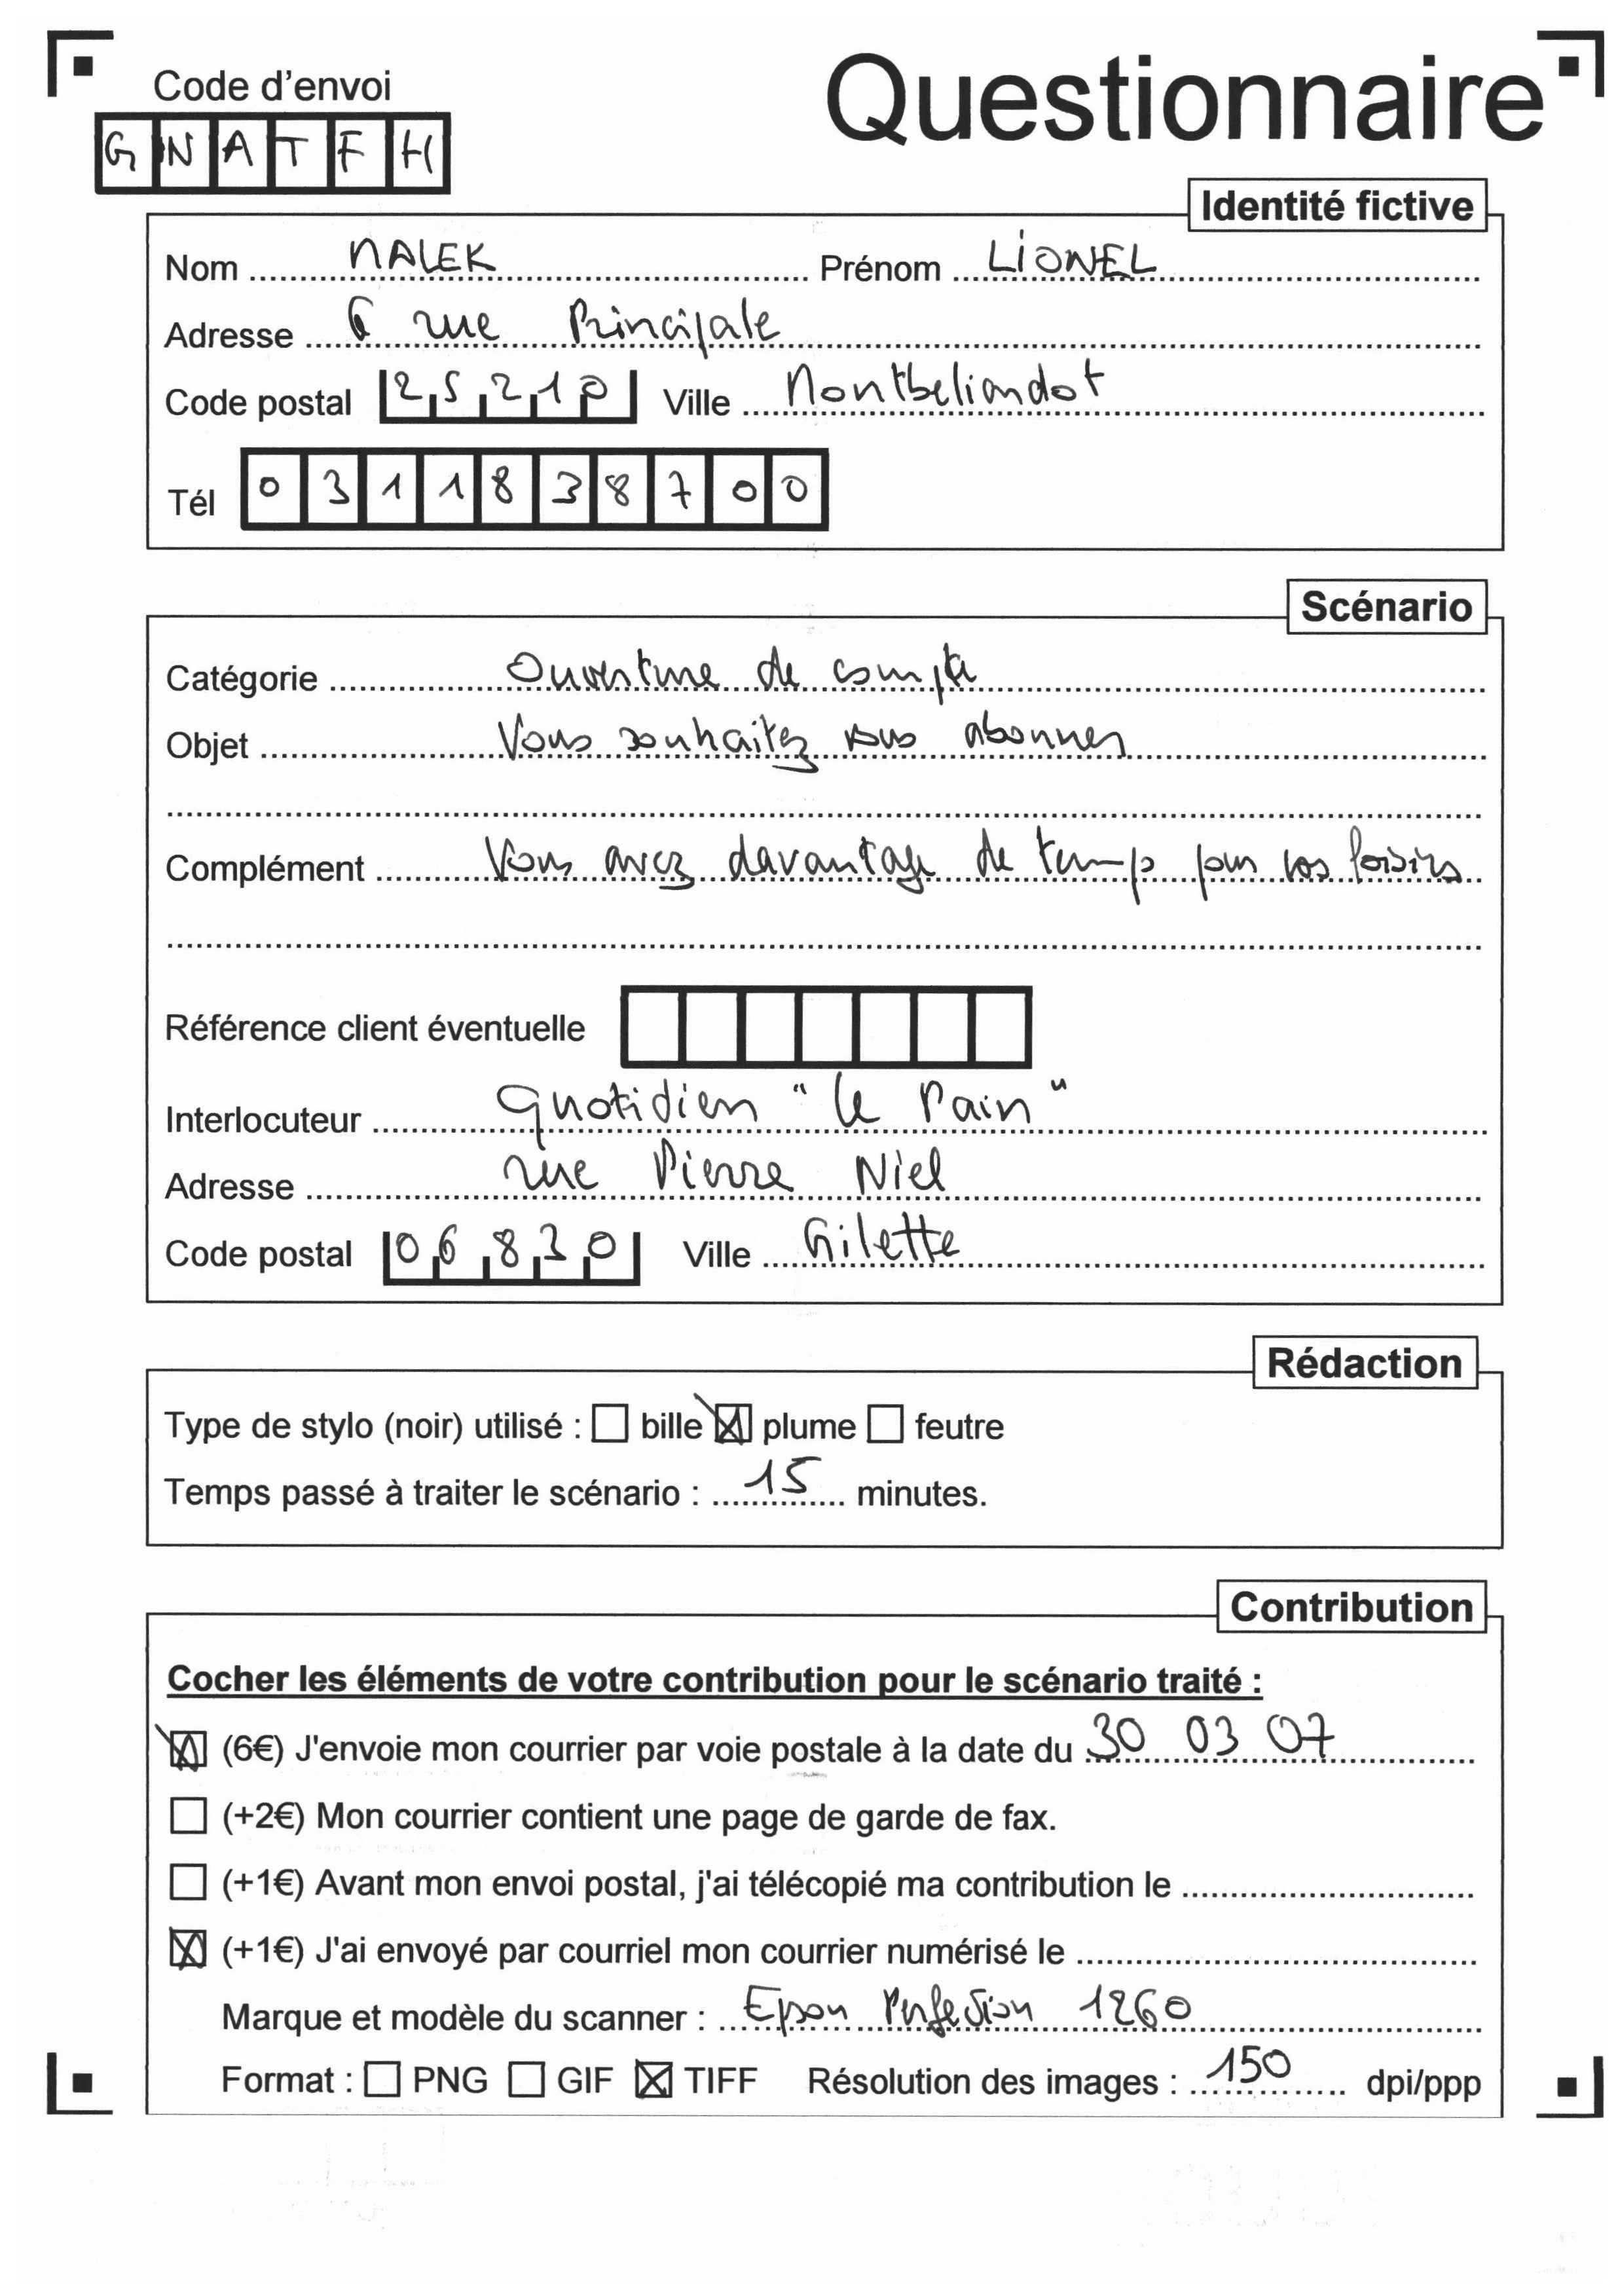 Code d'envoi
Questionnaire
GNATFH
Identité fictive
Nom NALEK Prénom LIONEL
Adresse 6 rue Principale
Code postal 25210 Ville Montbeliardot
Tél 0311838700
Scénario
Catégorie Ouverture de compte
Objet Vous souhaitez vous abonner
Complément Vous avez davantage de temps pour vos loisirs
Référence client éventuelle
Interlocuteur quotidien "le Pain"
Adresse rue Pierre Niel
Code postal 06830 Ville Gilette
Rédaction
Type de stylo (noir) utilisé : bille plume feutre
Temps passé à traiter le scénario : 15 minutes.
Contribution
Cocher les éléments de votre contribution pour le scénario traité :
(6€) J'envoie mon courrier par voie postale à la date du 30 03 07
(+2€) Mon courrier contient une page de garde de fax.
(+1€) Avant mon envoi postal, j'ai télécopié ma contribution le
(+1€) J'ai envoyé par courriel mon courrier numérisé le
Marque et modèle du scanner : Epson Perfection 1260
Format : PNG GIF TIFF Résolution des images : 150 dpi/ppp